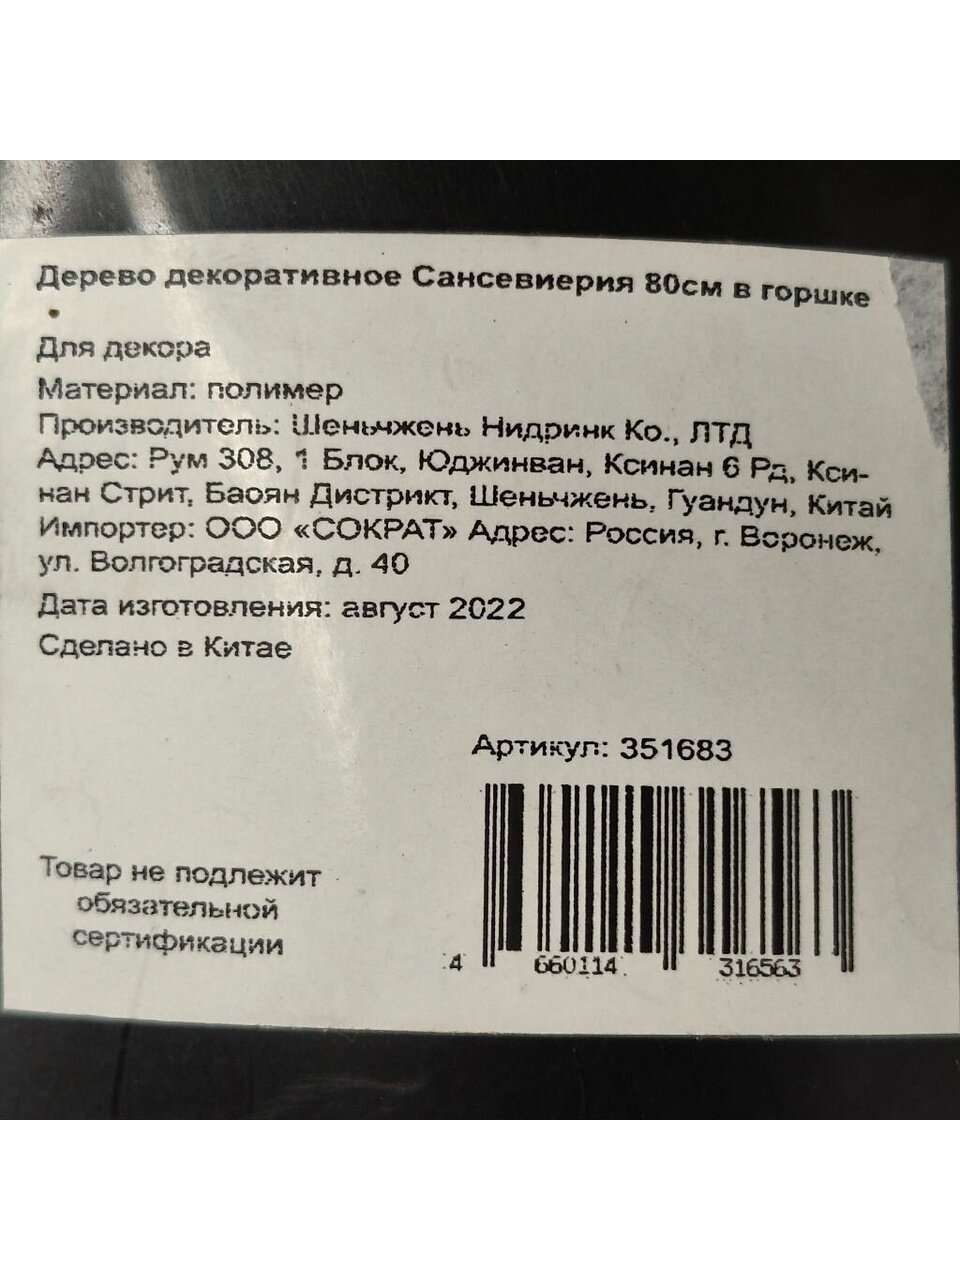 Дерево декоративное Сансевиерия 80см в горшке
Для декора
Материал: полимер
Производитель: Шеньчжень Нидринк Ко., ЛТД
Адрес: Рум 308, 1 Блок, Юджинван, Ксинан 6 Рд, Кси-
нан Стрит, Баоян Дистрикт, Шеньчжень, Гуандун, Китай
Импортер: ООО «СОКРАТ» Адрес: Россия, г. Воронеж,
ул. Волгоградская, д. 40
Дата изготовления: август 2022
Сделано в Китае
Артикул: 351683
Товар не подлежит
обязательной
сертификации
4 660114 316563